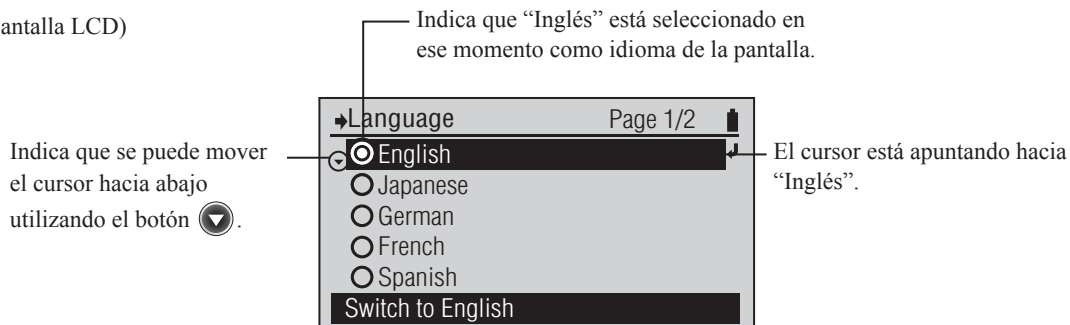 antalla LCD)
Indica que “Inglés” está seleccionado en
ese momento como idioma de la pantalla.
Language Page 1/2
Indica que se puede mover
el cursor hacia abajo
utilizando el botón .
English
Japanese
German
French
Spanish
Switch to English
El cursor está apuntando hacia
“Inglés”.